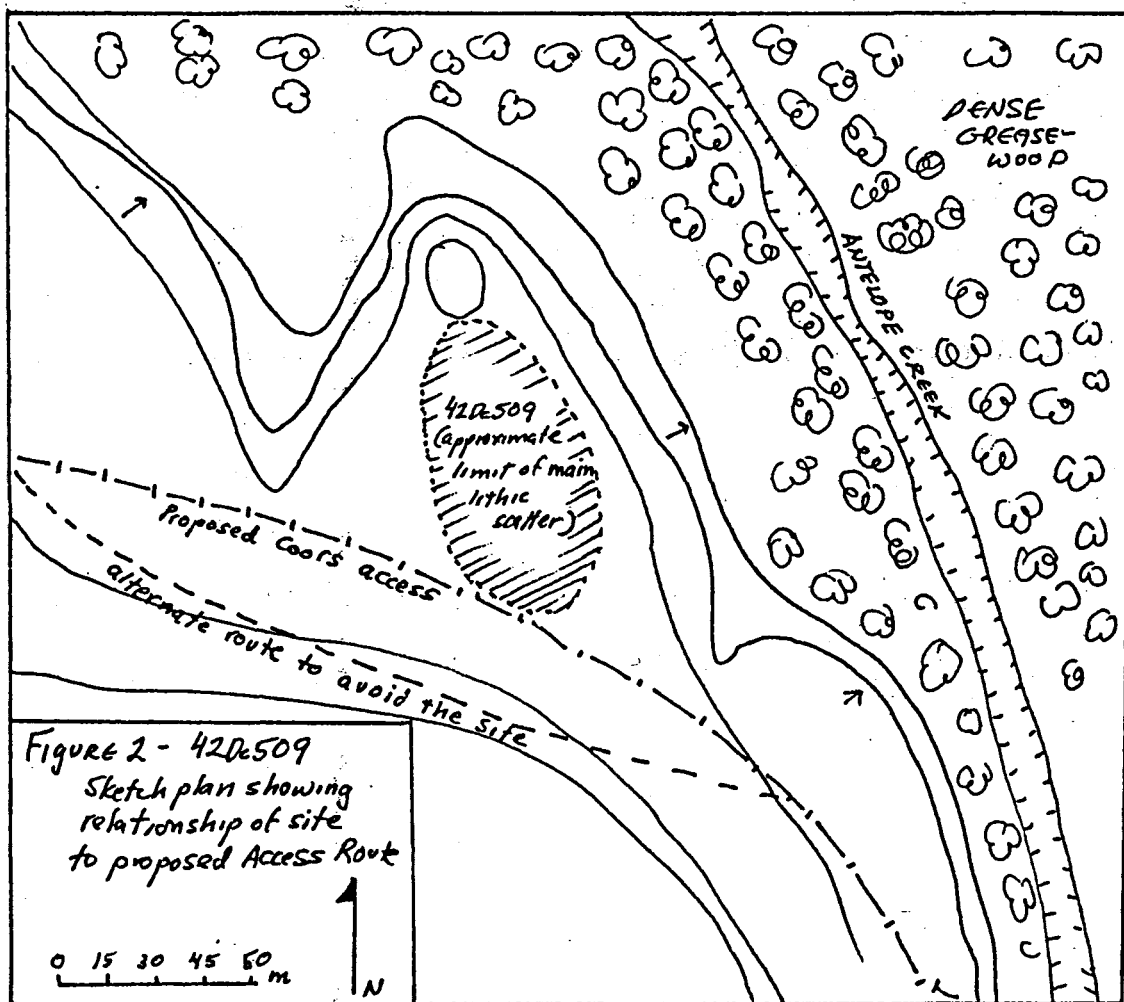 DENSE
GREASE-
WOOD
ANTELOPE CREEK
42Dc509
(approximate
limit of main
lithic
scatter)
Proposed Coors access
alternate route to avoid the site
FIGURE 2 - 42Dc509
Sketch plan showing
relationship of site
to proposed Access Route
0 15 30 45 60 m
N